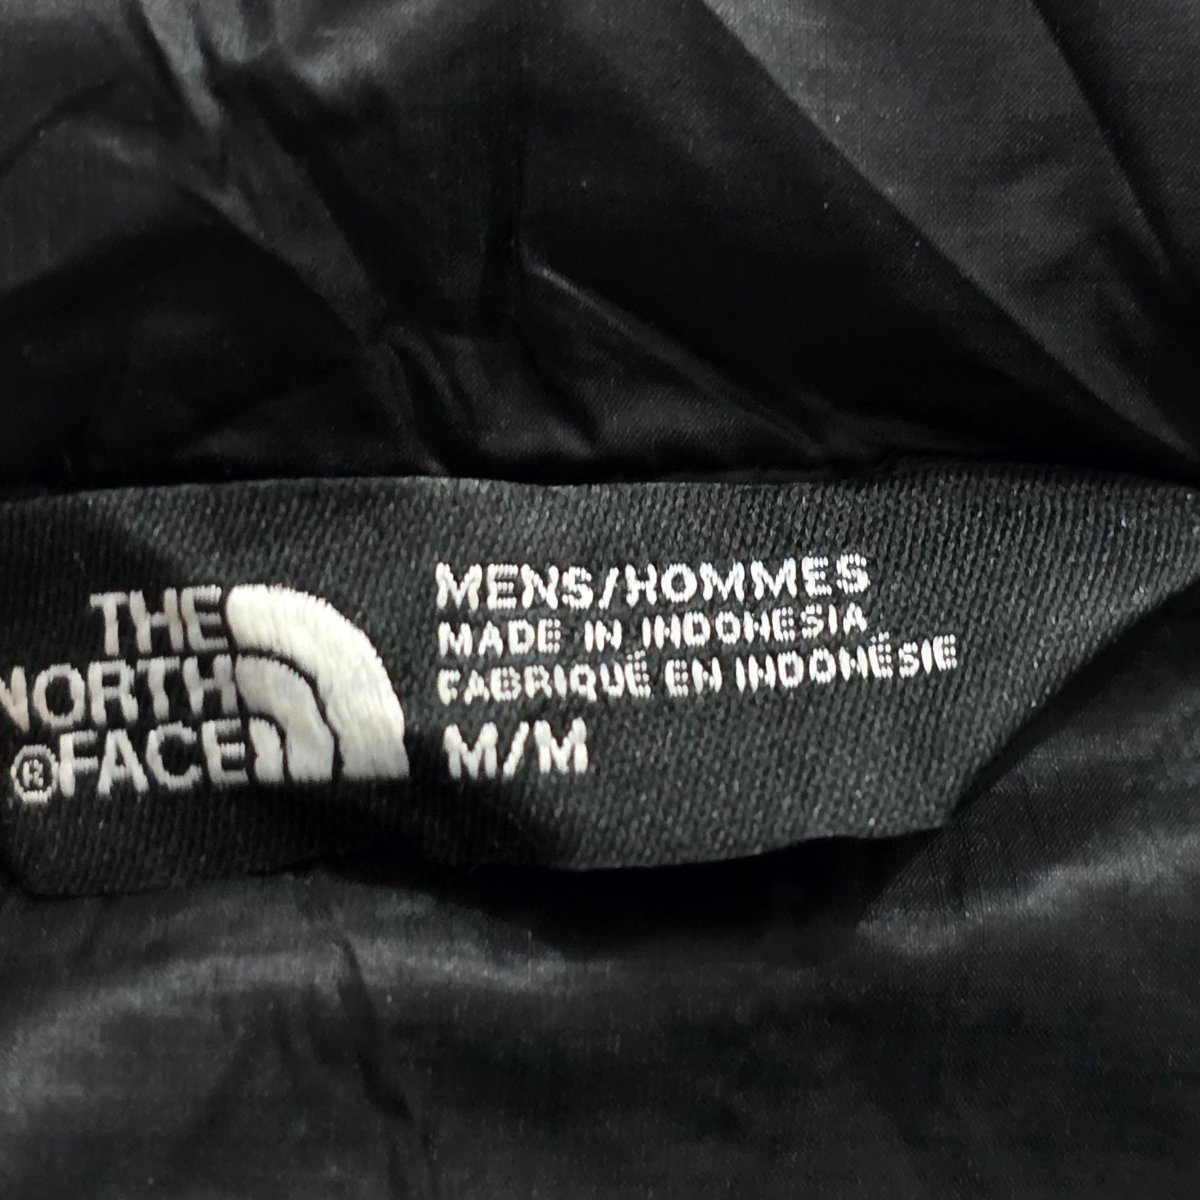 THE
NORTH
®FACE
MENS/HOMMES
MADE IN INDONESIA
FABRIQUÉ EN INDONÉSIE
M/M